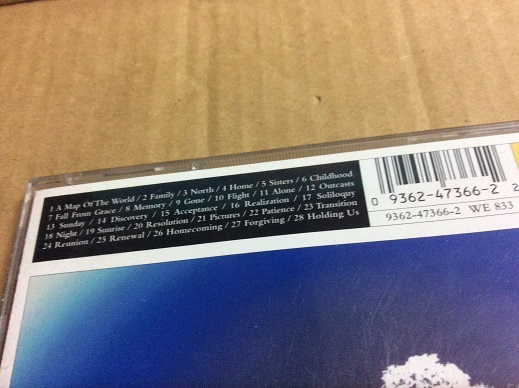 1 A Map Of The World / 2 Family / 3 North / 4 Home / 5 Sisters / 6 Childhood
7 Fall From Grace / 8 Memory / 9 Gone / 10 Flight / 11 Alone / 12 Outcasts
13 Sunday / 14 Discovery / 15 Acceptance / 16 Realization / 17 Soliloquy
18 Night / 19 Sunrise / 20 Resolution / 21 Pictures / 22 Patience / 23 Transition
24 Reunion / 25 Renewal / 26 Homecoming / 27 Forgiving / 28 Holding Us
0 9362-47366-2 2
9362-47366-2 WE 833